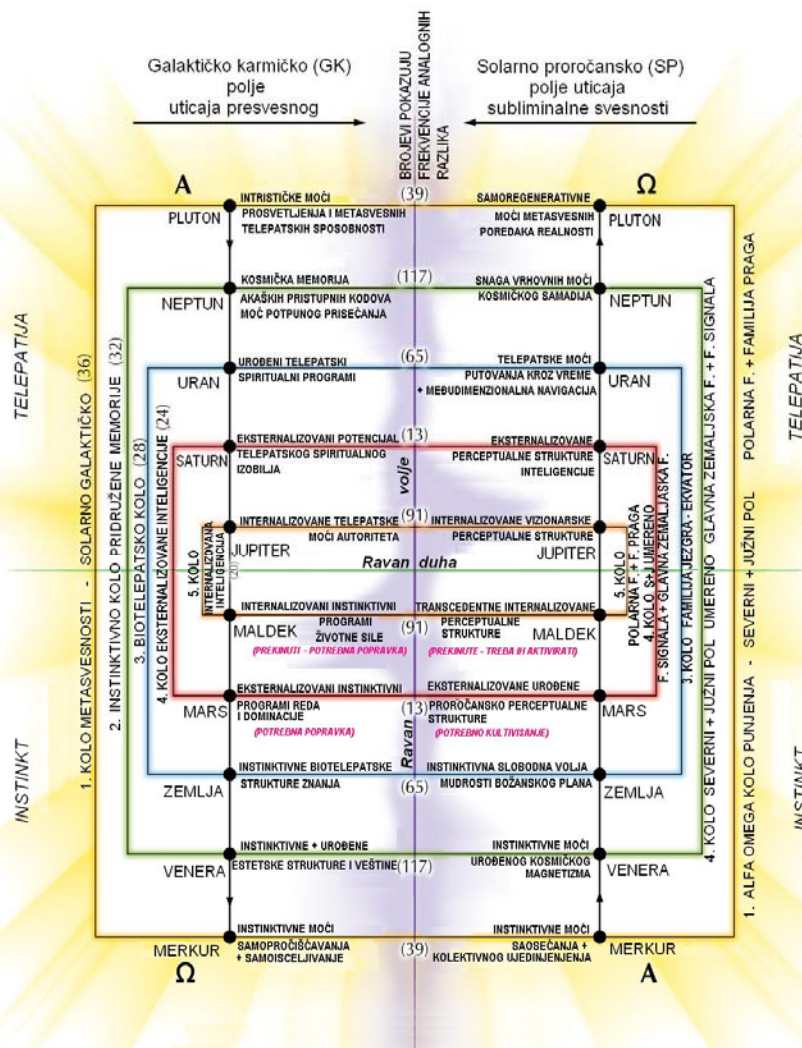 Galaktičko karmičko (GK)
polje
uticaja presvesnog
BROJEVI POKAZUJU
FREKVENCIJE ANALOGNIH
RAZLIKA
Solarno proročansko (SP)
polje uticaja
subliminalne svesnosti
A
Ω
INTRISTIČKE MOĆI
(39)
SAMOREGENERATIVNE
PLUTON
PROSVETLJENJA I METASVESNIH
TELEPATSKIH SPOSOBNOSTI
MOĆI METASVESNIH
POREDAKA REALNOSTI
PLUTON
KOSMIČKA MEMORIJA
(117)
SNAGA VRHOVNIH MOĆI
NEPTUN
AKAŠKIH PRISTUPNIH KODOVA
MOĆ POTPUNOG PRISEĆANJA
KOSMIČKOG SAMADIJA
NEPTUN
UROĐENI TELEPATSKI
(65)
TELEPATSKE MOĆI
URAN
SPIRITUALNI PROGRAMI
PUTOVANJA KROZ VREME
+ MEĐUDIMENZIONALNA NAVIGACIJA
URAN
EKSTERNALIZOVANI POTENCIJAL
(13)
EKSTERNALIZOVANE
SATURN
TELEPATSKOG SPIRITUALNOG
IZOBILJA
volje
PERCEPTUALNE STRUKTURE
INTELIGENCIJE
SATURN
INTERNALIZOVANE TELEPATSKE
(91)
INTERNALIZOVANE VIZIONARSKE
JUPITER
MOĆI AUTORITETA
PERCEPTUALNE STRUKTURE
JUPITER
Ravan duha
INTERNALIZOVANI INSTINKTIVNI
TRANSCEDENTNE INTERNALIZOVANE
MALDEK
PROGRAMI
ŽIVOTNE SILE
(91)
PERCEPTUALNE
STRUKTURE
MALDEK
(PREKINUTI - POTREBNA POPRAVKA)
(PREKINUTE - TREBA IH AKTIVIRATI)
EKSTERNALIZOVANI INSTINKTIVNI
EKSTERNALIZOVANE UROĐENE
MARS
PROGRAMI REDA
I DOMINACIJE
(13)
PROROČANSKO PERCEPTUALNE
STRUKTURE
MARS
(POTREBNA POPRAVKA)
Ravan
(POTREBNO KULTIVISANJE)
INSTINKTIVNE BIOTELEPATSKE
INSTINKTIVNA SLOBODNA VOLJA
ZEMLJA
STRUKTURE ZNANJA
(65)
MUDROSTI BOŽANSKOG PLANA
ZEMLJA
INSTINKTIVNE + UROĐENE
INSTINKTIVNE MOĆI
VENERA
ESTETSKE STRUKTURE I VEŠTINE
(117)
UROĐENOG KOSMIČKOG
MAGNETIZMA
VENERA
INSTINKTIVNE MOĆI
INSTINKTIVNE MOĆI
MERKUR
SAMOPROČIŠĆAVANJA
+ SAMOISCELJIVANJE
(39)
SAOSEĆANJA +
KOLEKTIVNOG UJEDINJENJENJA
MERKUR
Ω
A
TELEPATIJA
INSTINKT
1. KOLO METASVESNOSTI - SOLARNO GALAKTIČKO (36)
2. INSTINKTIVNO KOLO PRIDRUŽENE MEMORIJE (32)
3. BIOTELEPATSKO KOLO (28)
4. KOLO EKSTERNALIZOVANE INTELIGENCIJE (24)
5. KOLO
INTERNALIZOVANA
INTELIGENCIJA
(20)
5. KOLO
POLARNA F. + F. PRAGA
4. KOLO, S+J UMERENO
F. SIGNALA + GLAVNA ZEMALJASKA F.
3. KOLO FAMILIJA JEZGRA - EKVATOR
4. KOLO SEVERNI + JUŽNI POL UMERENO GLAVNA ZEMALJSKA F. + F. SIGNALA
1. ALFA OMEGA KOLO PUNJENJA - SEVERNI + JUŽNI POL POLARNA F. + FAMILIJA PRAGA
TELEPATIJA
INSTINKT